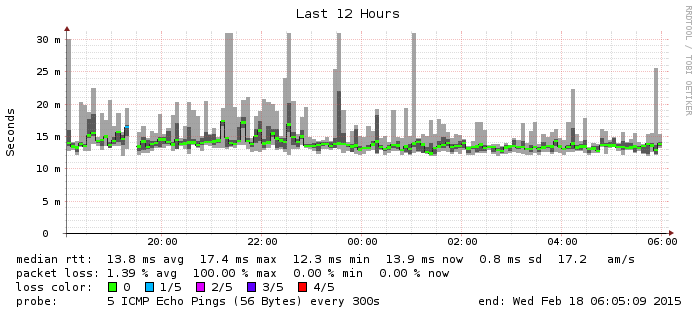 Last 12 Hours
RRDTOOL / TOBI OETIKER
Seconds
30 m
25 m
20 m
15 m
10 m
5 m
0
20:00 22:00 00:00 02:00 04:00 06:00
median rtt: 13.8 ms avg 17.4 ms max 12.3 ms min 13.9 ms now 0.8 ms sd 17.2 am/s
packet loss: 1.39 % avg 100.00 % max 0.00 % min 0.00 % now
loss color: 0 1/5 2/5 3/5 4/5
probe: 5 ICMP Echo Pings (56 Bytes) every 300s end: Wed Feb 18 06:05:09 2015